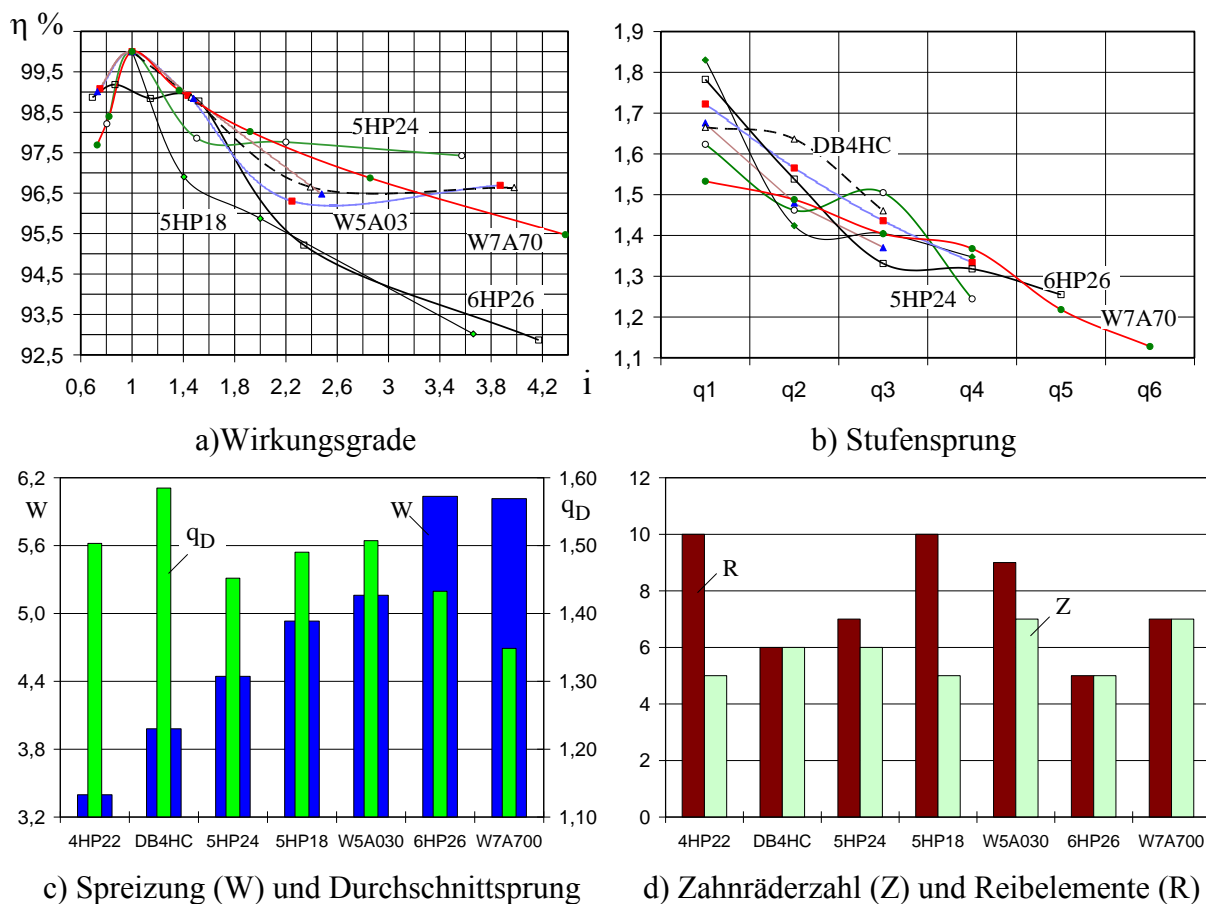 η %
99,5
98,5
97,5
96,5
95,5
94,5
93,5
92,5
0,6 1 1,4 1,8 2,2 2,6 3 3,4 3,8 4,2
i
5HP24
5HP18
W5A03
W7A70
6HP26
a)Wirkungsgrade
1,9
1,8
1,7
1,6
1,5
1,4
1,3
1,2
1,1
q1 q2 q3 q4 q5 q6
DB4HC
5HP24
6HP26
W7A70
b) Stufensprung
6,2
5,6
5,0
4,4
3,8
3,2
W
q_D
W
1,60
1,50
1,40
1,30
1,20
1,10
q_D
4HP22 DB4HC 5HP24 5HP18 W5A030 6HP26 W7A700
c) Spreizung (W) und Durchschnittsprung
12
10
8
6
4
2
0
R
Z
4HP22 DB4HC 5HP24 5HP18 W5A030 6HP26 W7A700
d) Zahnräderzahl (Z) und Reibelemente (R)